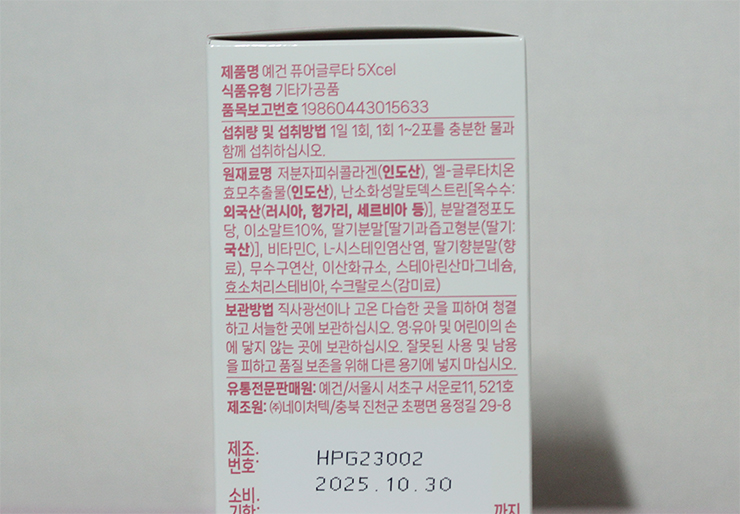 제품명 예건 퓨어글루타 5Xcel
식품유형 기타가공품
품목보고번호 19860443015633
섭취량 및 섭취방법 1일 1회, 1회 1~2포를 충분한 물과
함께 섭취하십시오.
원재료명 저분자피쉬콜라겐(인도산), 엘-글루타치온
효모추출물(인도산), 난소화성말토덱스트린[옥수수:
외국산(러시아, 헝가리, 세르비아 등)], 분말결정포도
당, 이소말트10%, 딸기분말[딸기과즙고형분(딸기:
국산)], 비타민C, L-시스테인염산염, 딸기향분말(향
료), 무수구연산, 이산화규소, 스테아린산마그네슘,
효소처리스테비아, 수크랄로스(감미료)
보관방법 직사광선이나 고온 다습한 곳을 피하여 청결
하고 서늘한 곳에 보관하십시오. 영·유아 및 어린이의 손
에 닿지 않는 곳에 보관하십시오. 잘못된 사용 및 남용
을 피하고 품질 보존을 위해 다른 용기에 넣지 마십시오.
유통전문판매원: 예건/서울시 서초구 서운로11, 521호
제조원: ㈜네이처텍/충북 진천군 초평면 용정길 29-8
제조.
번호: HPG23002
2025.10.30
소비.
기한: 까지